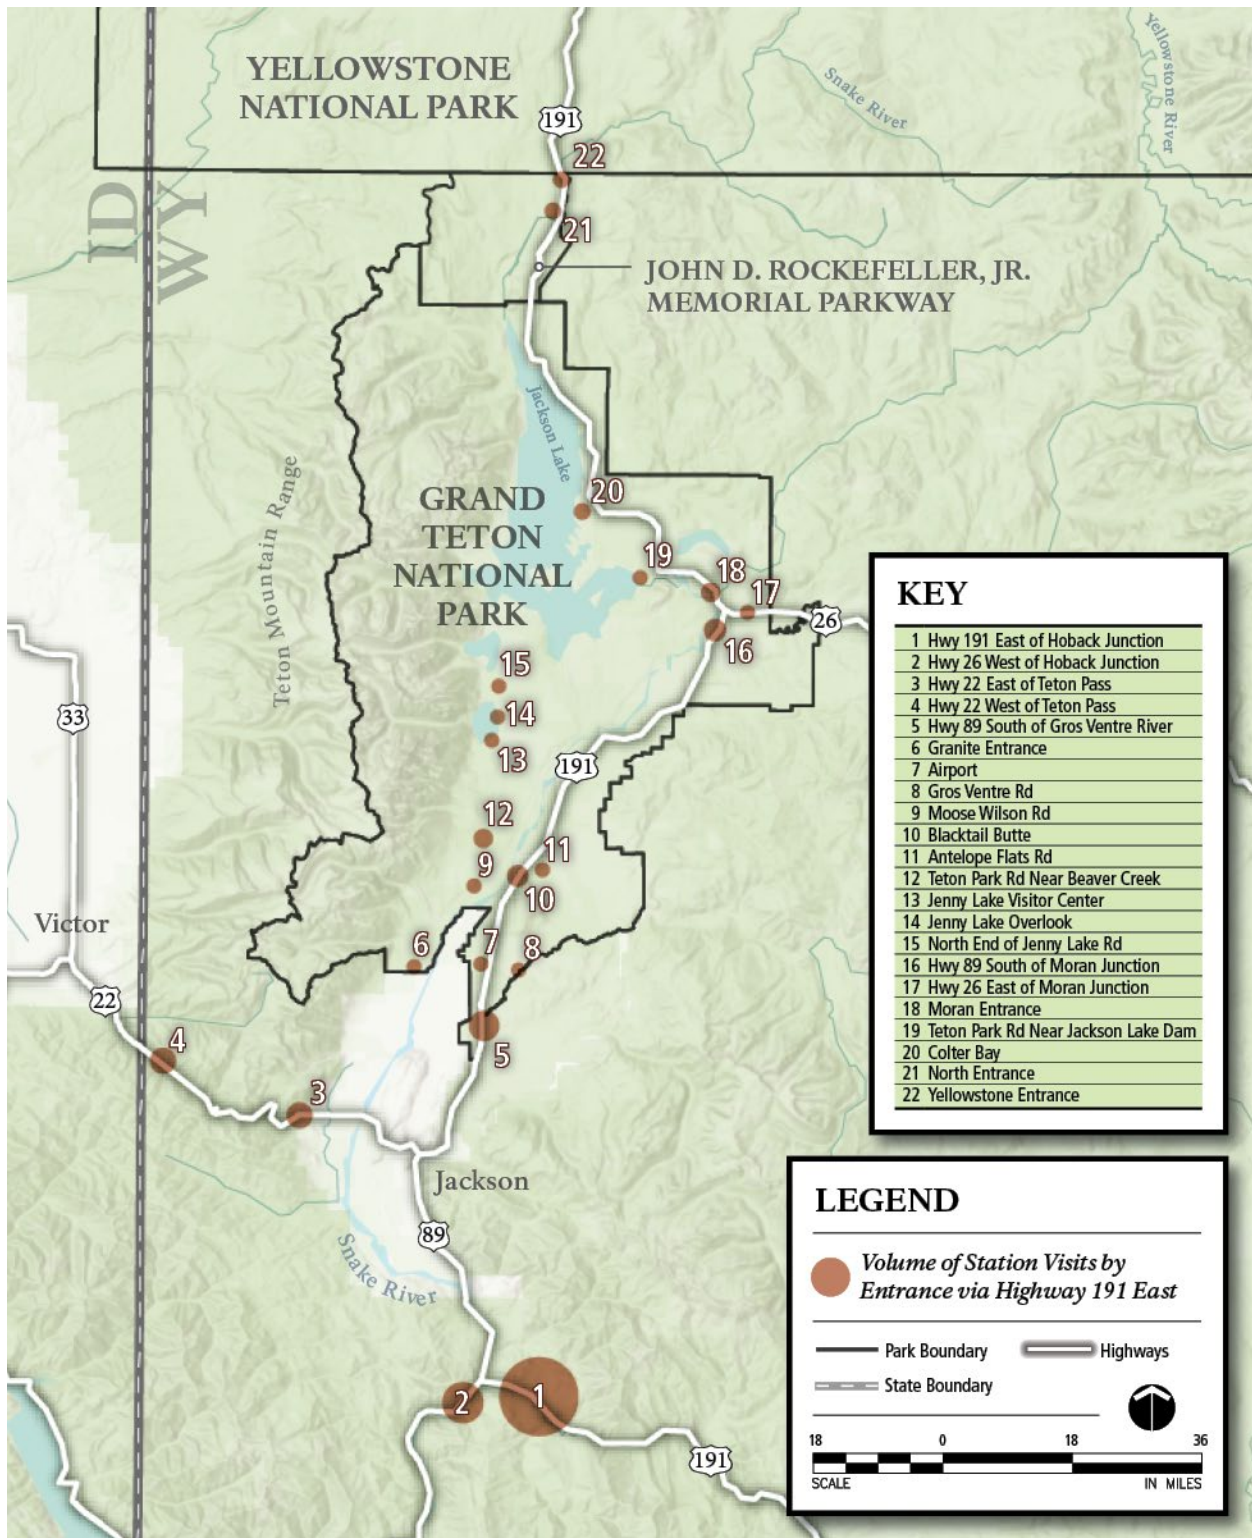 YELLOWSTONE
NATIONAL PARK
191
Snake River
Yellowstone River
22
ID
WY
21
JOHN D. ROCKEFELLER, JR.
MEMORIAL PARKWAY
Jackson Lake
Teton Mountain Range
GRAND
TETON
NATIONAL
PARK
20
19
18
17
26
16
15
14
13
33
191
12
11
9
10
Victor
6
7
8
22
4
5
3
Jackson
89
Snake River
2
1
191
KEY
1 Hwy 191 East of Hoback Junction
2 Hwy 26 West of Hoback Junction
3 Hwy 22 East of Teton Pass
4 Hwy 22 West of Teton Pass
5 Hwy 89 South of Gros Ventre River
6 Granite Entrance
7 Airport
8 Gros Ventre Rd
9 Moose Wilson Rd
10 Blacktail Butte
11 Antelope Flats Rd
12 Teton Park Rd Near Beaver Creek
13 Jenny Lake Visitor Center
14 Jenny Lake Overlook
15 North End of Jenny Lake Rd
16 Hwy 89 South of Moran Junction
17 Hwy 26 East of Moran Junction
18 Moran Entrance
19 Teton Park Rd Near Jackson Lake Dam
20 Colter Bay
21 North Entrance
22 Yellowstone Entrance
LEGEND
Volume of Station Visits by
Entrance via Highway 191 East
Park Boundary
Highways
State Boundary
18 0 18 36
SCALE IN MILES